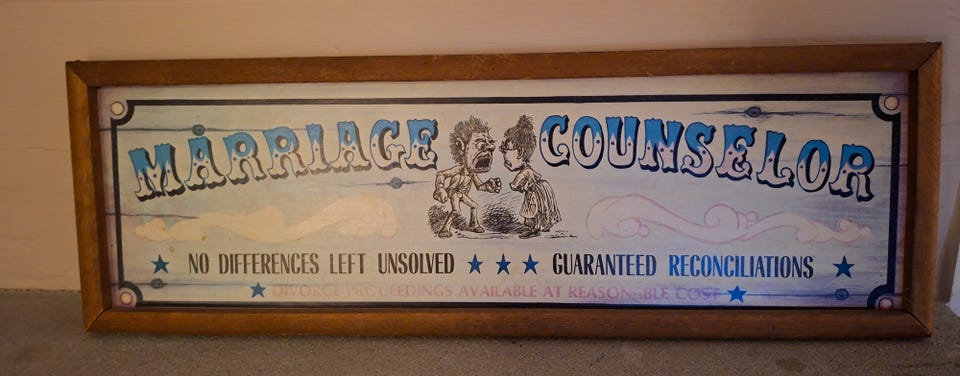 MARRIAGE COUNSELOR
NO DIFFERENCES LEFT UNSOLVED ★ ★ ★ GUARANTEED RECONCILIATIONS
DIVORCE PROCEEDINGS AVAILABLE AT REASONABLE COST